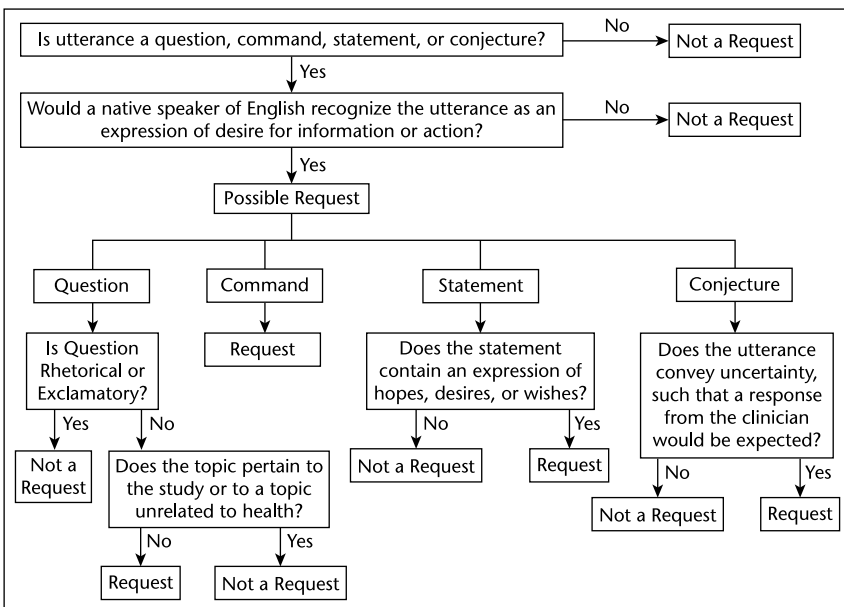 Is utterance a question, command, statement, or conjecture?
No
Not a Request
Yes
Would a native speaker of English recognize the utterance as an
expression of desire for information or action?
No
Not a Request
Yes
Possible Request
Question
Command
Statement
Conjecture
Is Question
Rhetorical or
Exclamatory?
Request
Does the statement
contain an expression of
hopes, desires, or wishes?
Does the utterance
convey uncertainty,
such that a response
from the clinician
would be expected?
Yes
No
No
Yes
Not a
Request
Does the topic pertain to
the study or to a topic
unrelated to health?
Not a Request
Request
No
Yes
Not a Request
Request
No
Yes
Request
Not a Request